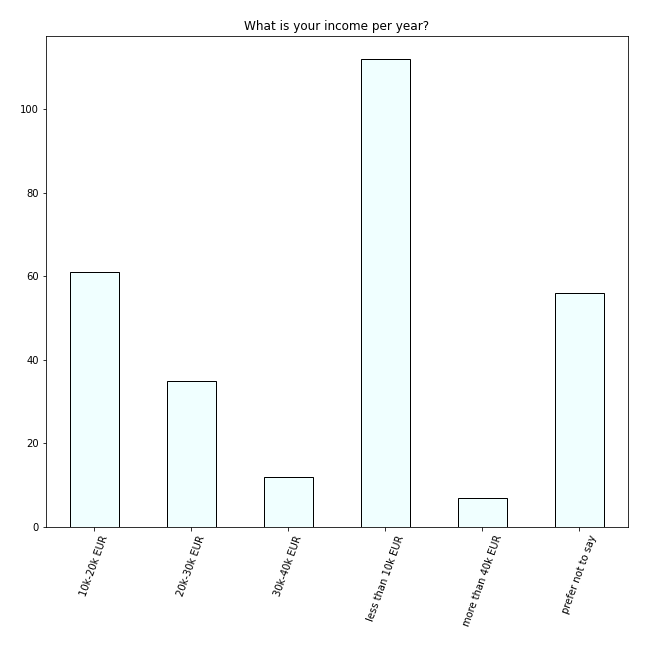 What is your income per year?
100
80
60
40
20
0
10k-20k EUR
20k-30k EUR
30k-40k EUR
less than 10k EUR
more than 40k EUR
prefer not to say